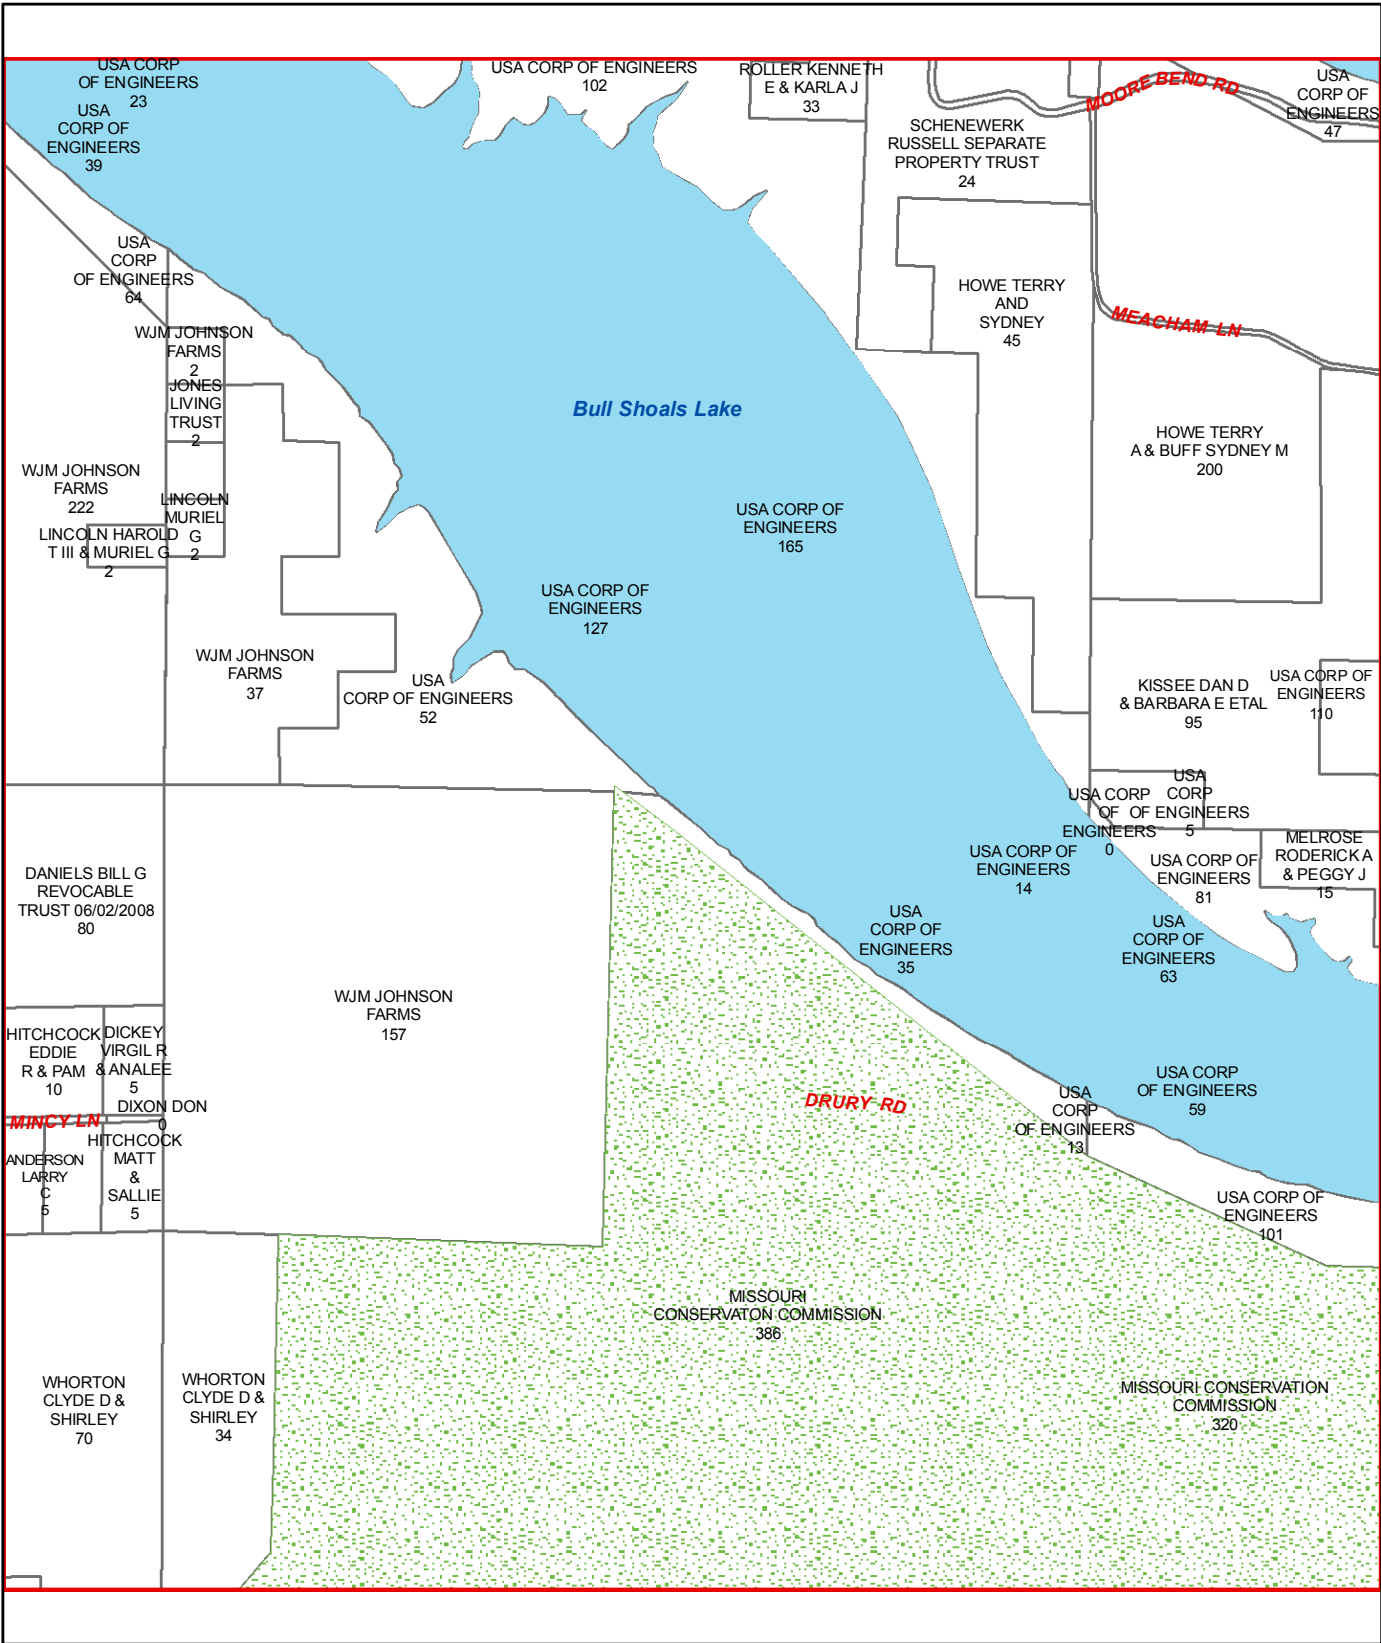 USA CORP
OF ENGINEERS
23
USA
CORP OF
ENGINEERS
39
USA CORP OF ENGINEERS
102
ROLLER KENNETH
E & KARLA J
33
MOORE BEND RD
USA
CORP OF
ENGINEERS
47
SCHENEWERK
RUSSELL SEPARATE
PROPERTY TRUST
24
USA
CORP
OF ENGINEERS
64
HOWE TERRY
AND
SYDNEY
45
MEACHAM LN
WJM JOHNSON
FARMS
2
JONES
LIVING
TRUST
2
Bull Shoals Lake
HOWE TERRY
A & BUFF SYDNEY M
200
WJM JOHNSON
FARMS
222
LINCOLN
MURIEL
G
2
LINCOLN HAROLD
T III & MURIEL G
2
USA CORP OF
ENGINEERS
165
USA CORP OF
ENGINEERS
127
WJM JOHNSON
FARMS
37
USA
CORP OF ENGINEERS
52
KISSEE DAN D
& BARBARA E ETAL
95
USA CORP OF
ENGINEERS
110
USA CORP
OF
ENGINEERS
0
USA
CORP
OF ENGINEERS
5
MELROSE
RODERICK A
& PEGGY J
15
USA CORP OF
ENGINEERS
14
USA CORP OF
ENGINEERS
81
DANIELS BILL G
REVOCABLE
TRUST 06/02/2008
80
USA
CORP OF
ENGINEERS
35
USA
CORP OF
ENGINEERS
63
WJM JOHNSON
FARMS
157
HITCHCOCK
EDDIE
R & PAM
10
DICKEY
VIRGIL R
& ANALEE
5
DIXON DON
0
MINCY LN
DRURY RD
USA CORP
OF ENGINEERS
59
USA
CORP
OF ENGINEERS
13
ANDERSON
LARRY
C
5
HITCHCOCK
MATT
&
SALLIE
5
USA CORP OF
ENGINEERS
101
MISSOURI
CONSERVATON COMMISSION
386
WHORTON
CLYDE D &
SHIRLEY
70
WHORTON
CLYDE D &
SHIRLEY
34
MISSOURI CONSERVATION
COMMISSION
320